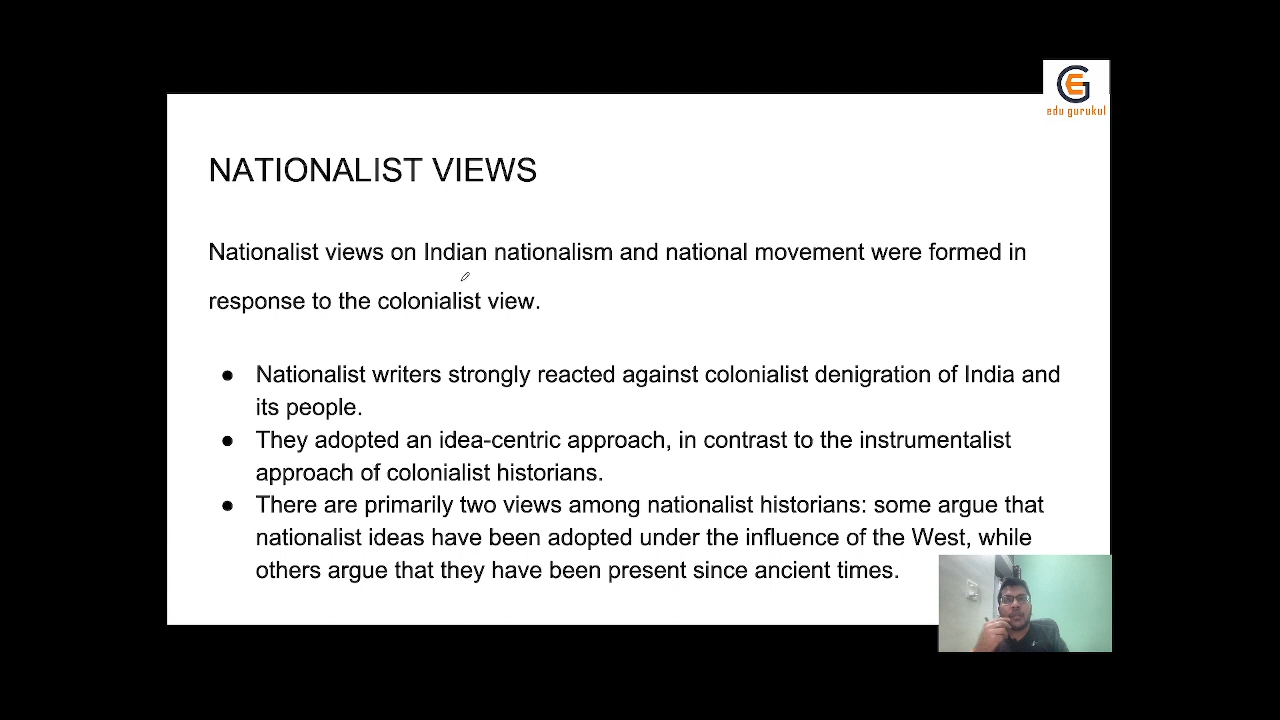 edu gurukul
NATIONALIST VIEWS
Nationalist views on Indian nationalism and national movement were formed in
response to the colonialist view.
● Nationalist writers strongly reacted against colonialist denigration of India and
its people.
● They adopted an idea-centric approach, in contrast to the instrumentalist
approach of colonialist historians.
● There are primarily two views among nationalist historians: some argue that
nationalist ideas have been adopted under the influence of the West, while
others argue that they have been present since ancient times.